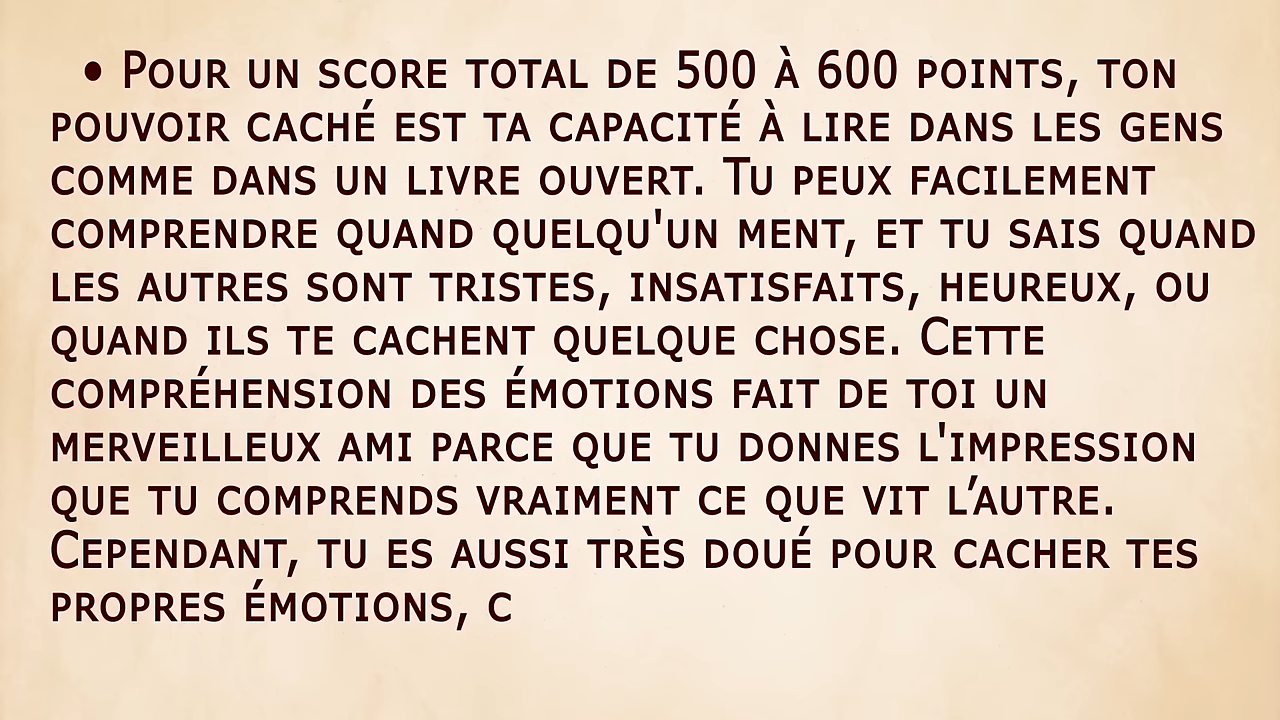 • Pour un score total de 500 à 600 points, ton
pouvoir caché est ta capacité à lire dans les gens
comme dans un livre ouvert. Tu peux facilement
comprendre quand quelqu'un ment, et tu sais quand
les autres sont tristes, insatisfaits, heureux, ou
quand ils te cachent quelque chose. Cette
compréhension des émotions fait de toi un
merveilleux ami parce que tu donnes l'impression
que tu comprends vraiment ce que vit l’autre.
Cependant, tu es aussi très doué pour cacher tes
propres émotions, c